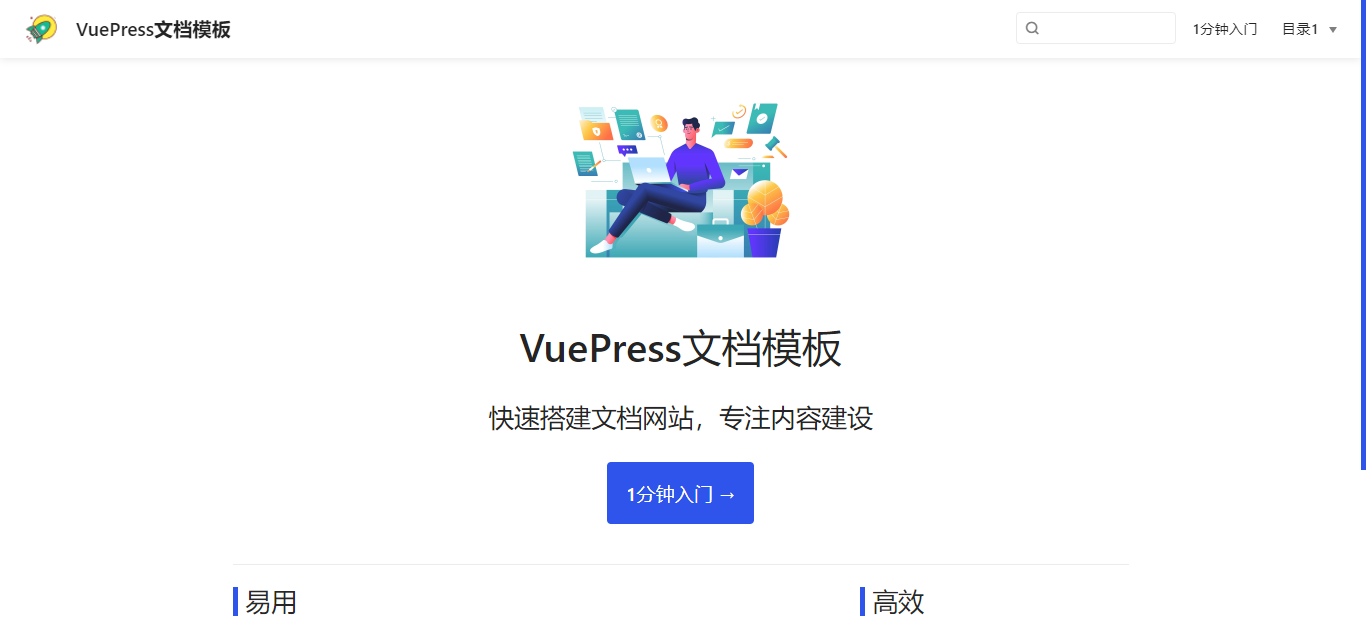 VuePress文档模板
1分钟入门
目录1
VuePress文档模板
快速搭建文档网站，专注内容建设
1分钟入门 →
易用
高效